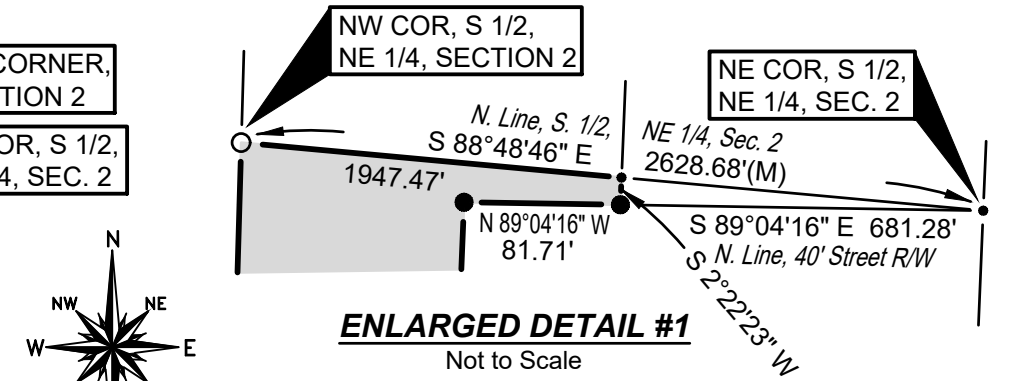 CORNER,
TION 2
OR, S 1/2,
4, SEC. 2
NW COR, S 1/2,
NE 1/4, SECTION 2
NE COR, S 1/2,
NE 1/4, SEC. 2
N. Line, S. 1/2,
NE 1/4, Sec. 2
S 88°48'46" E
2628.68'(M)
1947.47'
N 89°04'16" W
81.71'
S 89°04'16" E 681.28'
N. Line, 40' Street R/W
S 2°22'23" W
N
NW
NE
W
E
ENLARGED DETAIL #1
Not to Scale